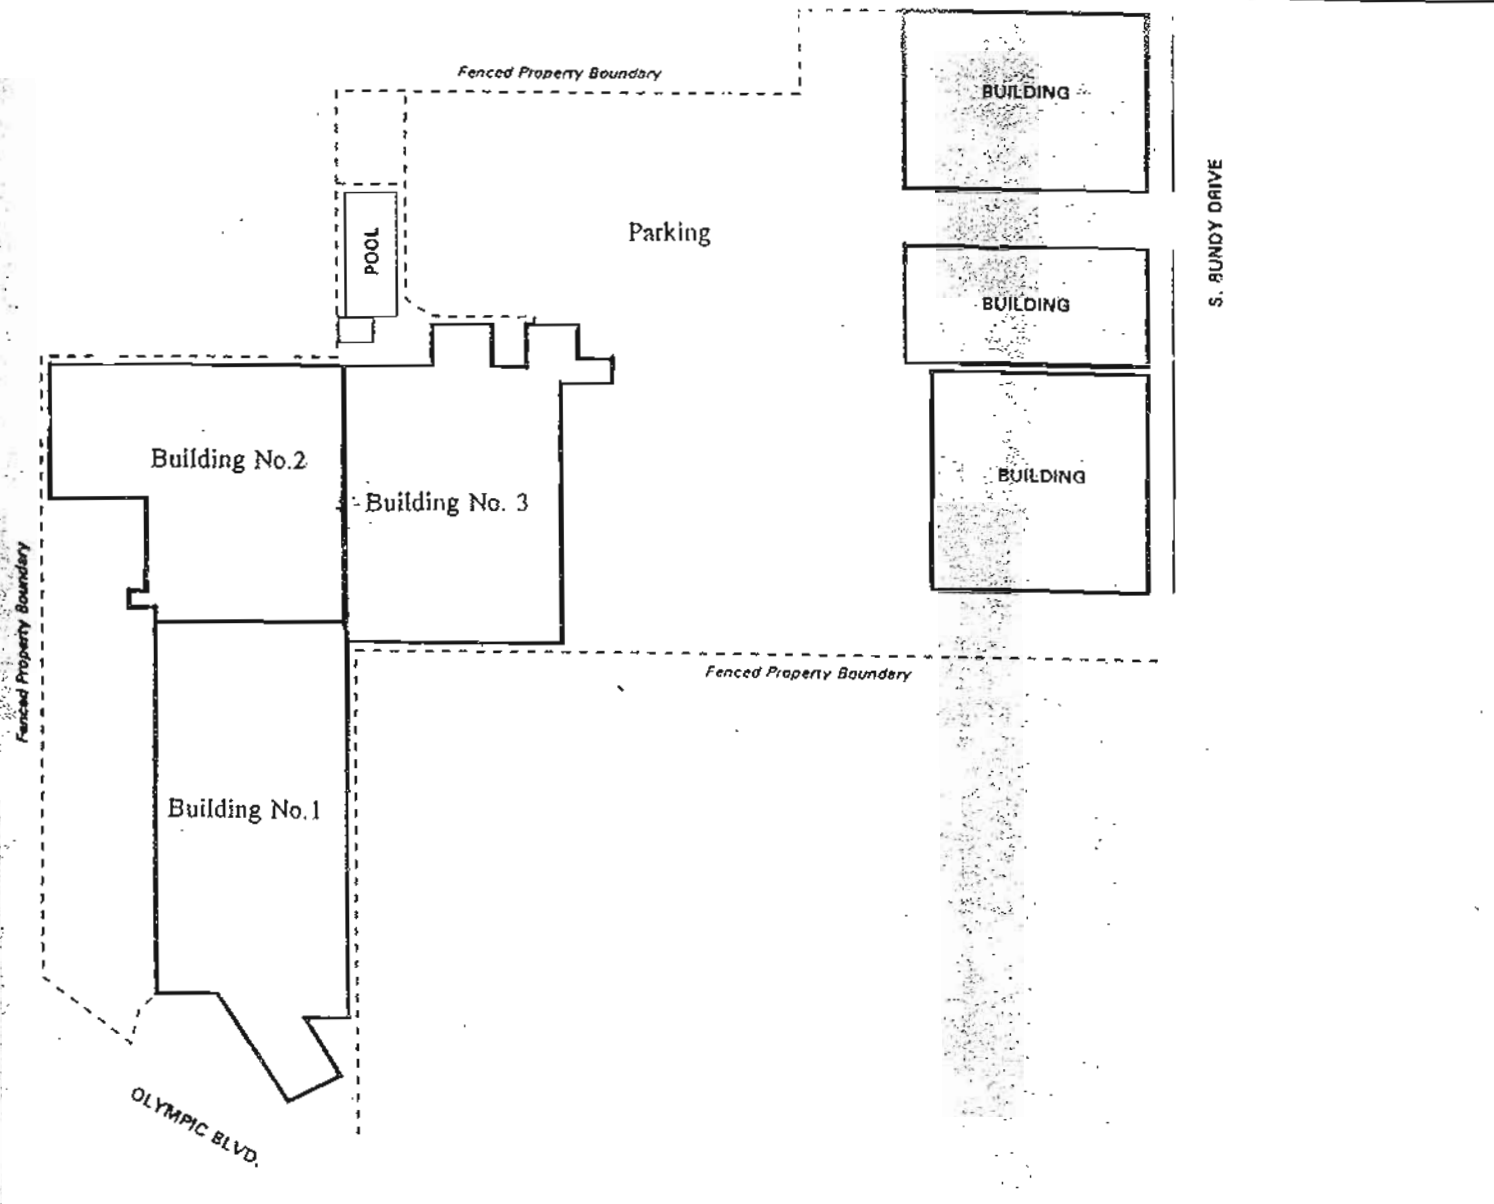 Fenced Property Boundary
BUILDING
S. BUNDY DRIVE
POOL
Parking
BUILDING
Building No.2
Building No. 3
BUILDING
Fenced Property Boundary
Fenced Property Boundary
Building No.1
OLYMPIC BLVD.